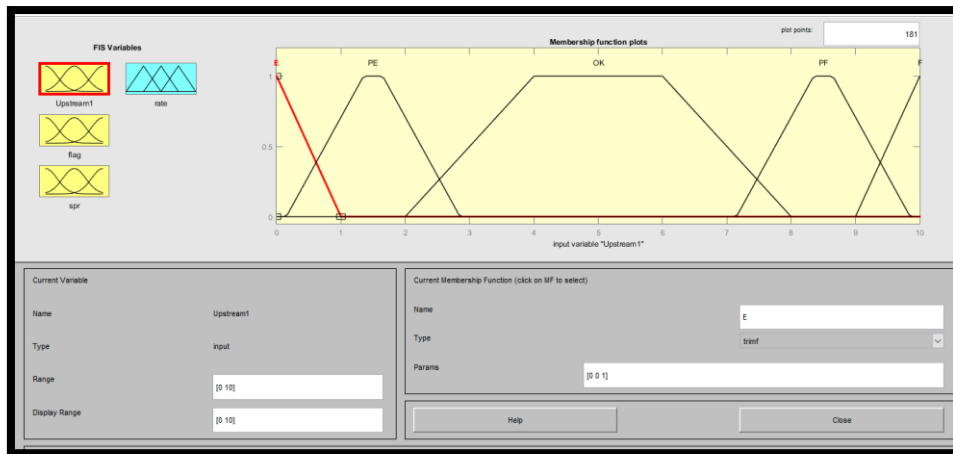 FIS Variables
Upstream1
rate
flag
spr
Membership function plots
plot points:
181
E
PE
OK
PF
F
1
0.5
0
0 1 2 3 4 5 6 7 8 9 10
input variable "Upstream1"
Current Variable
Name
Upstream1
Type
input
Range
[0 10]
Display Range
[0 10]
Current Membership Function (click on MF to select)
Name
E
Type
trimf
Params
[0 0 1]
Help
Close